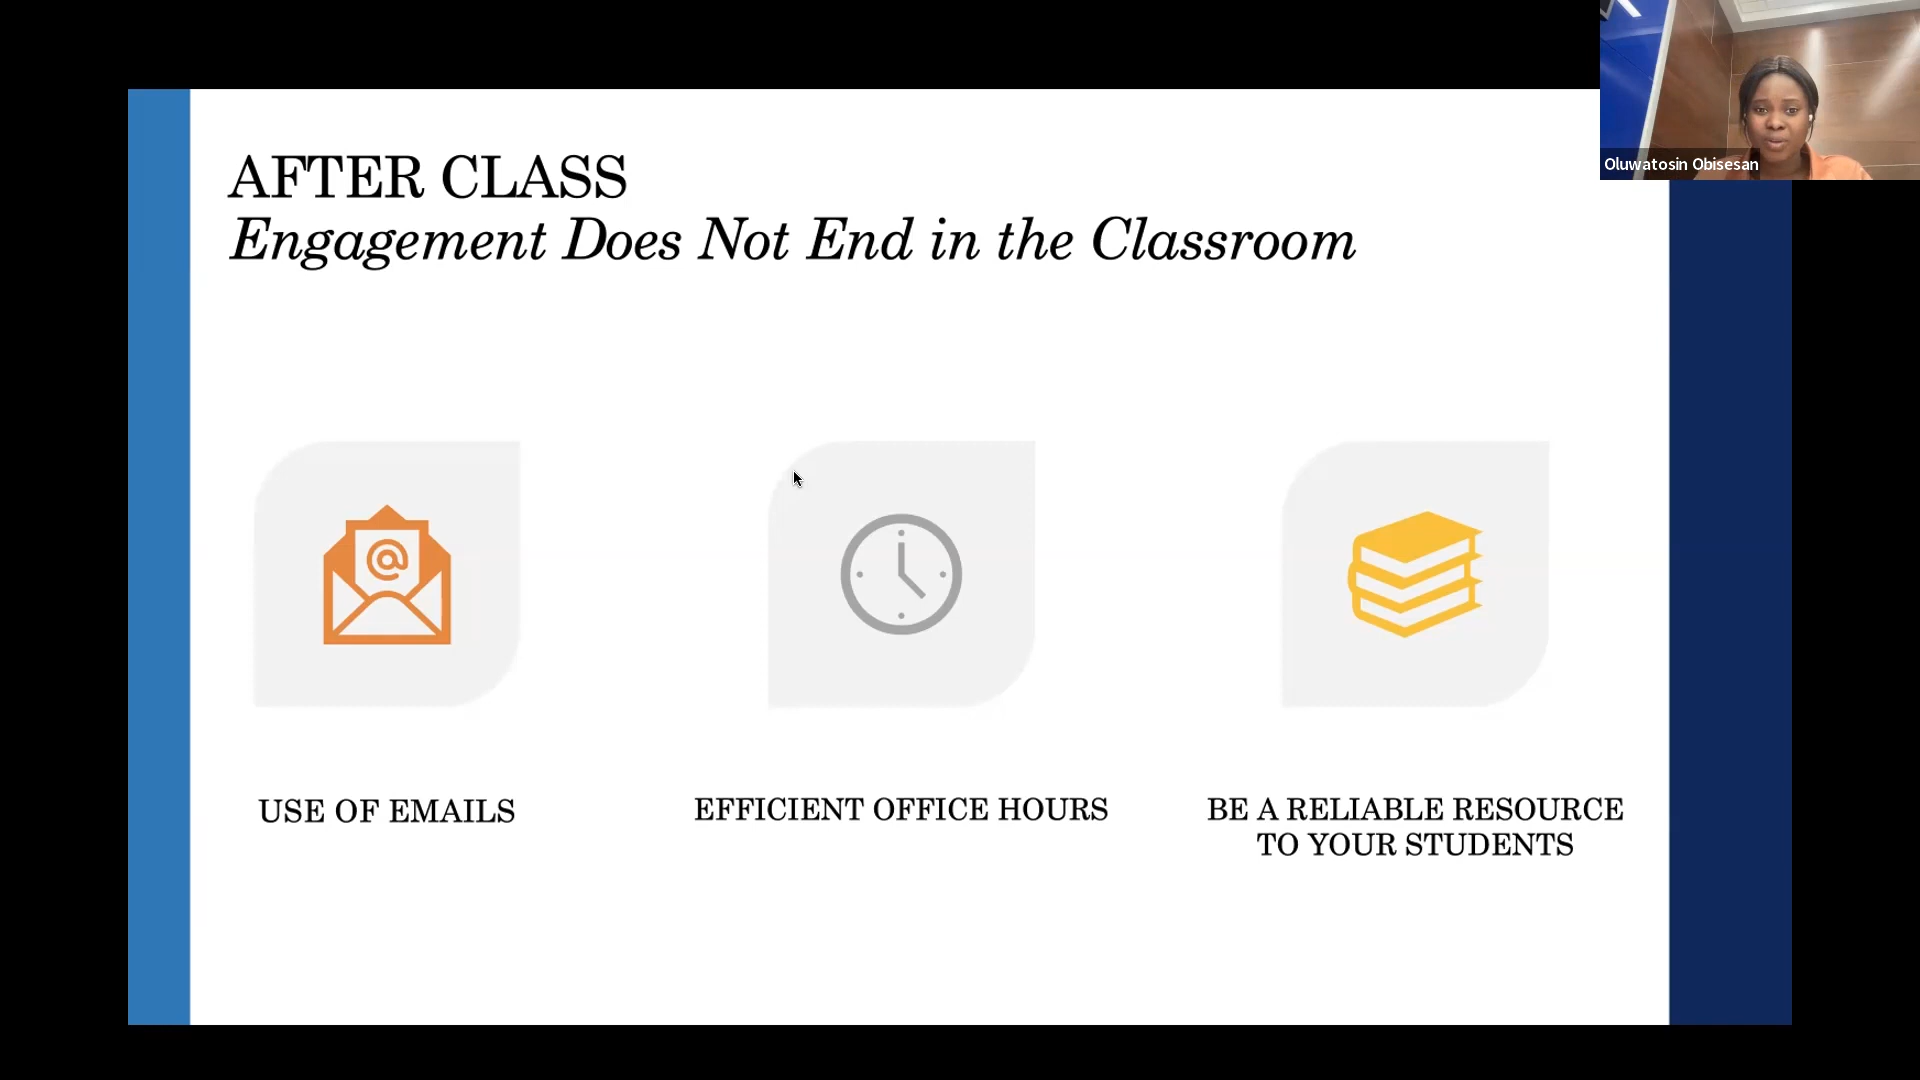 AFTER CLASS
Engagement Does Not End in the Classroom
Oluwatosin Obisesan
@
USE OF EMAILS
EFFICIENT OFFICE HOURS
BE A RELIABLE RESOURCE
TO YOUR STUDENTS